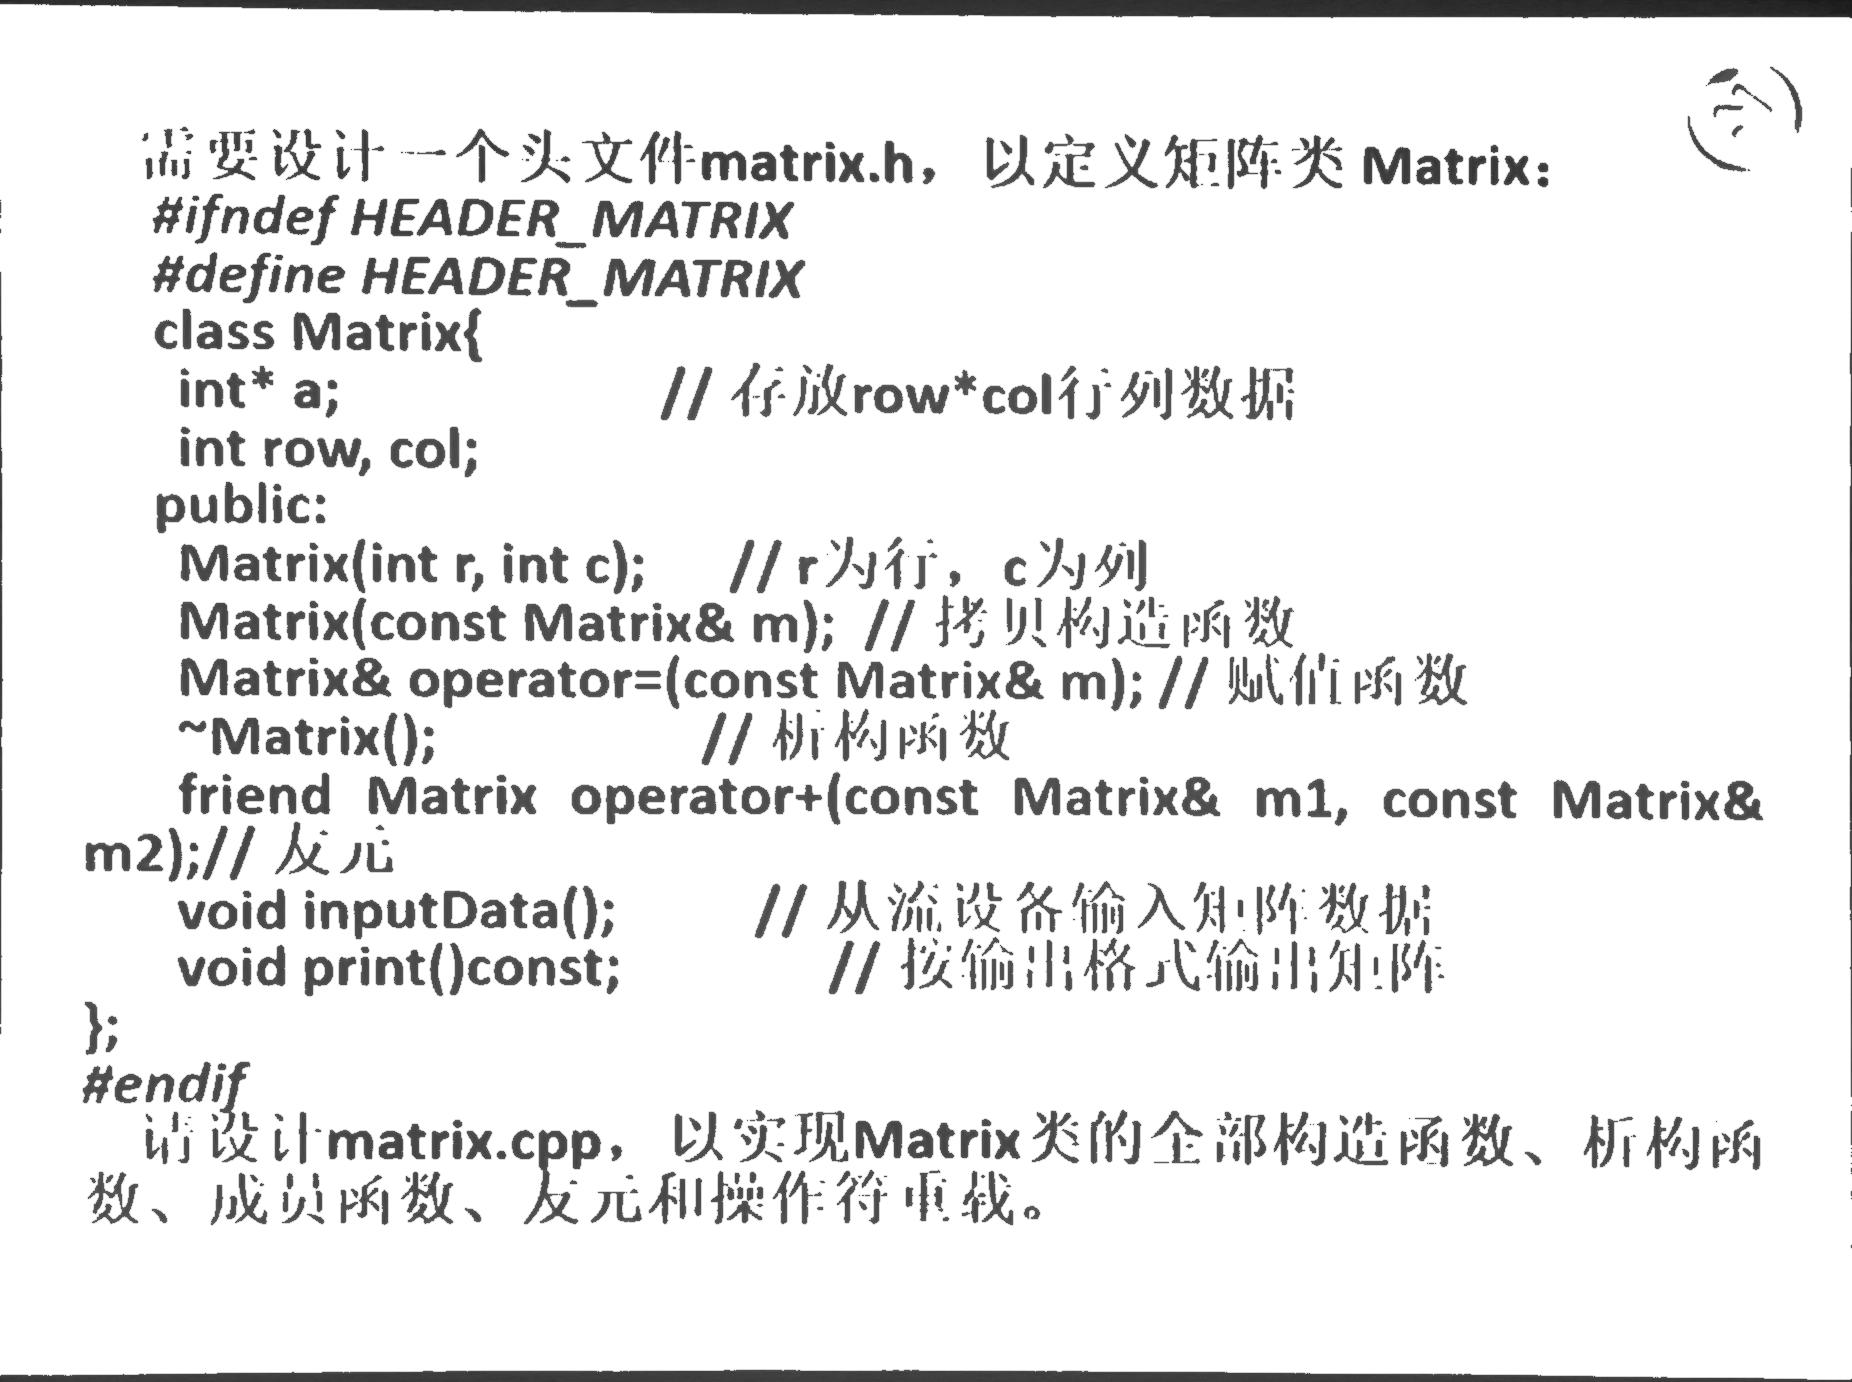 需要设计一个头文件matrix.h，以定义矩阵类 Matrix：
#ifndef HEADER_MATRIX
#define HEADER_MATRIX
class Matrix{
int* a; // 存放row*col行列数据
int row, col;
public:
Matrix(int r, int c); // r为行，c为列
Matrix(const Matrix& m); // 拷贝构造函数
Matrix& operator=(const Matrix& m); // 赋值函数
~Matrix(); // 析构函数
friend Matrix operator+(const Matrix& m1, const Matrix&
m2);// 友元
void inputData(); // 从流设备输入矩阵数据
void print()const; // 按输出格式输出矩阵
};
#endif
请设计matrix.cpp，以实现Matrix类的全部构造函数、析构函
数、成员函数、友元和操作符重载。